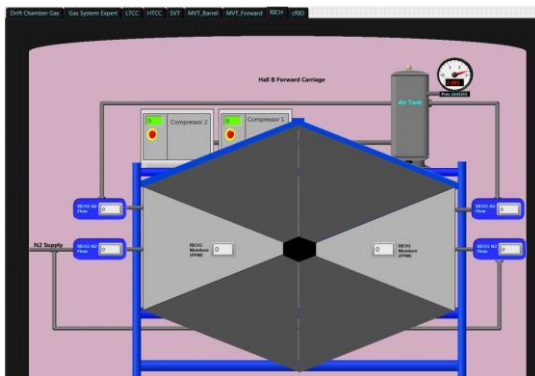 Drift Chamber Gas Gas System Expert LTCC HTCC SVT MVT_Barrel MVT_Forward RICH cRIO
Hall B Forward Carriage
Air Tank
0
Compressor 2
0
Compressor 1
RICH2 Air
Flow
0
RICH1 Air
Flow
0
N2 Supply
RICH2 N2
Flow
0
RICH2
Moisture
(PPM)
0
0
RICH1
Moisture
(PPM)
RICH1 N2
Flow
0